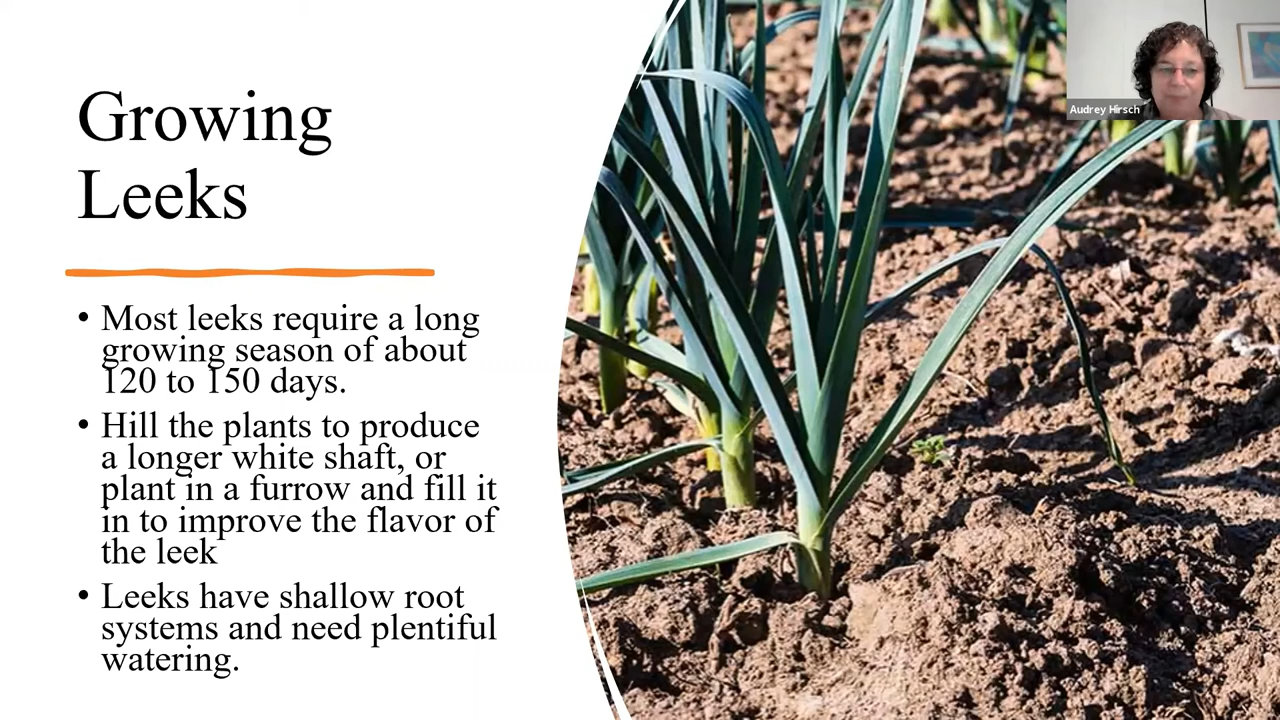 Growing
Leeks
• Most leeks require a long
growing season of about
120 to 150 days.
• Hill the plants to produce
a longer white shaft, or
plant in a furrow and fill it
in to improve the flavor of
the leek
• Leeks have shallow root
systems and need plentiful
watering.
Audrey Hirsch